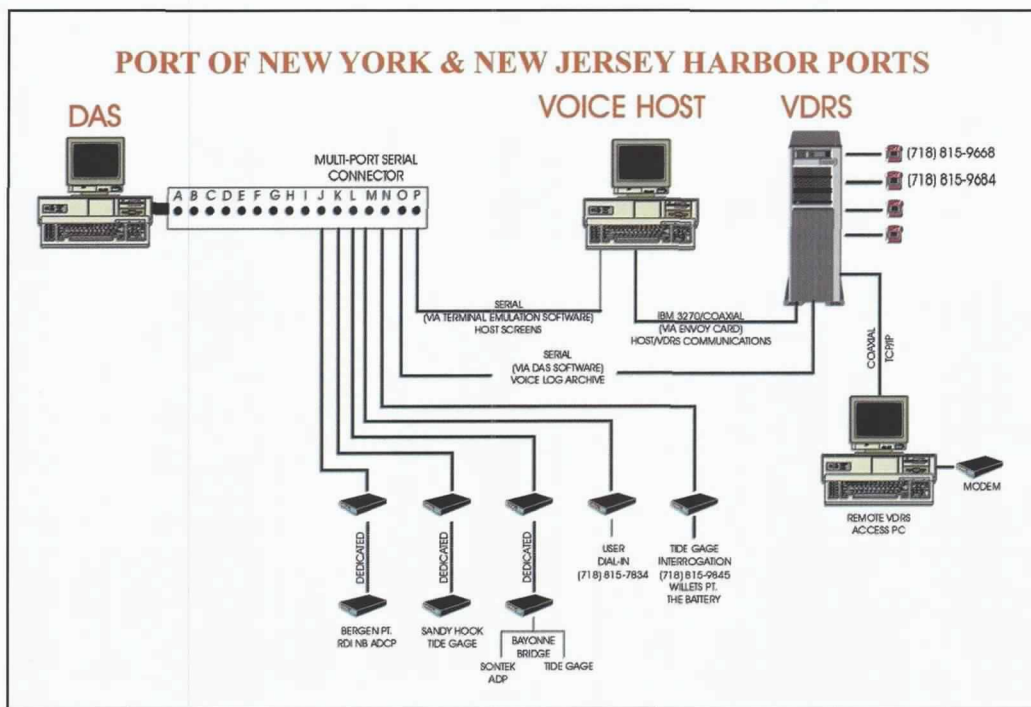 PORT OF NEW YORK & NEW JERSEY HARBOR PORTS
DAS
VOICE HOST
VDRS
MULTI-PORT SERIAL
CONNECTOR
A B C D E F G H I J K L M N O P
(718) 815-9668
(718) 815-9684
SERIAL
(VIA TERMINAL EMULATION SOFTWARE)
HOST SCREENS
IBM 3270/COAXIAL
(VIA ENVOY CARD)
HOST/VDRS COMMUNICATIONS
COAXIAL
TCP/IP
SERIAL
(VIA DAS SOFTWARE)
VOICE LOG ARCHIVE
MODEM
REMOTE VDRS
ACCESS PC
DEDICATED
DEDICATED
DEDICATED
USER
DIAL-IN
(718) 815-7834
TIDE GAGE
INTERROGATION
(718) 815-9845
WILLETS PT.
THE BATTERY
BERGEN PT.
RDI NB ADCP
SANDY HOOK
TIDE GAGE
BAYONNE
BRIDGE
SONTEK
ADP
TIDE GAGE